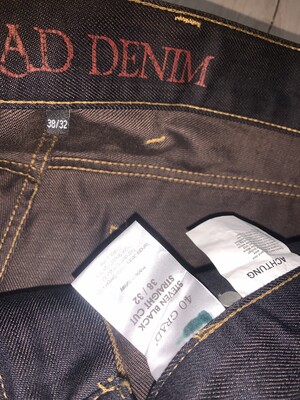 AD DENIM
38/32
40 GRAD°
STEVEN BLACK
STRAIGHT CUT
38 / 32
ACHTUNG